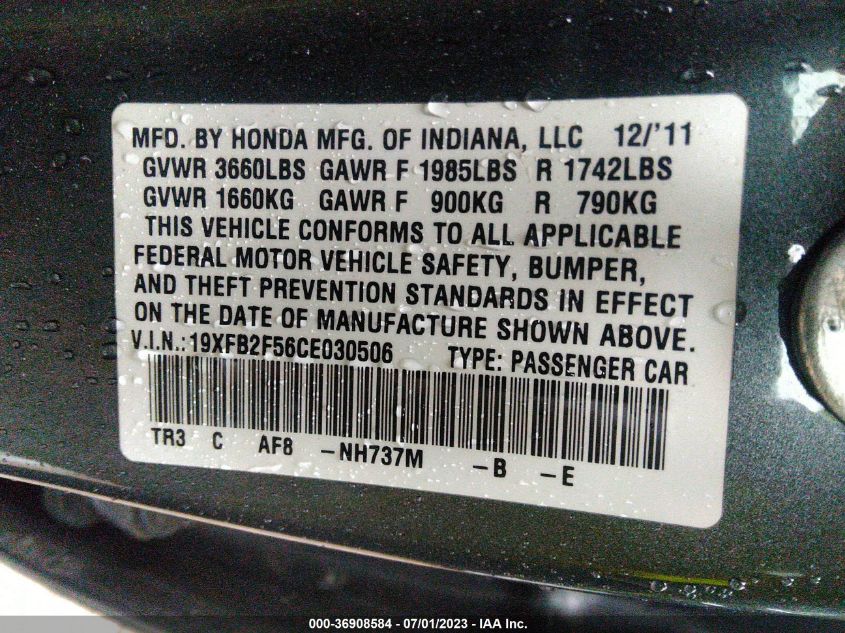 MFD. BY HONDA MFG. OF INDIANA, LLC 12/'11
GVWR 3660LBS GAWR F 1985LBS R 1742LBS
GVWR 1660KG GAWR F 900KG R 790KG
THIS VEHICLE CONFORMS TO ALL APPLICABLE
FEDERAL MOTOR VEHICLE SAFETY, BUMPER,
AND THEFT PREVENTION STANDARDS IN EFFECT
ON THE DATE OF MANUFACTURE SHOWN ABOVE.
V.I.N.:19XFB2F56CE030506 TYPE: PASSENGER CAR
TR3 C AF8 -NH737M -B -E
000-36908584 / 07/01/2023 - IAA Inc.